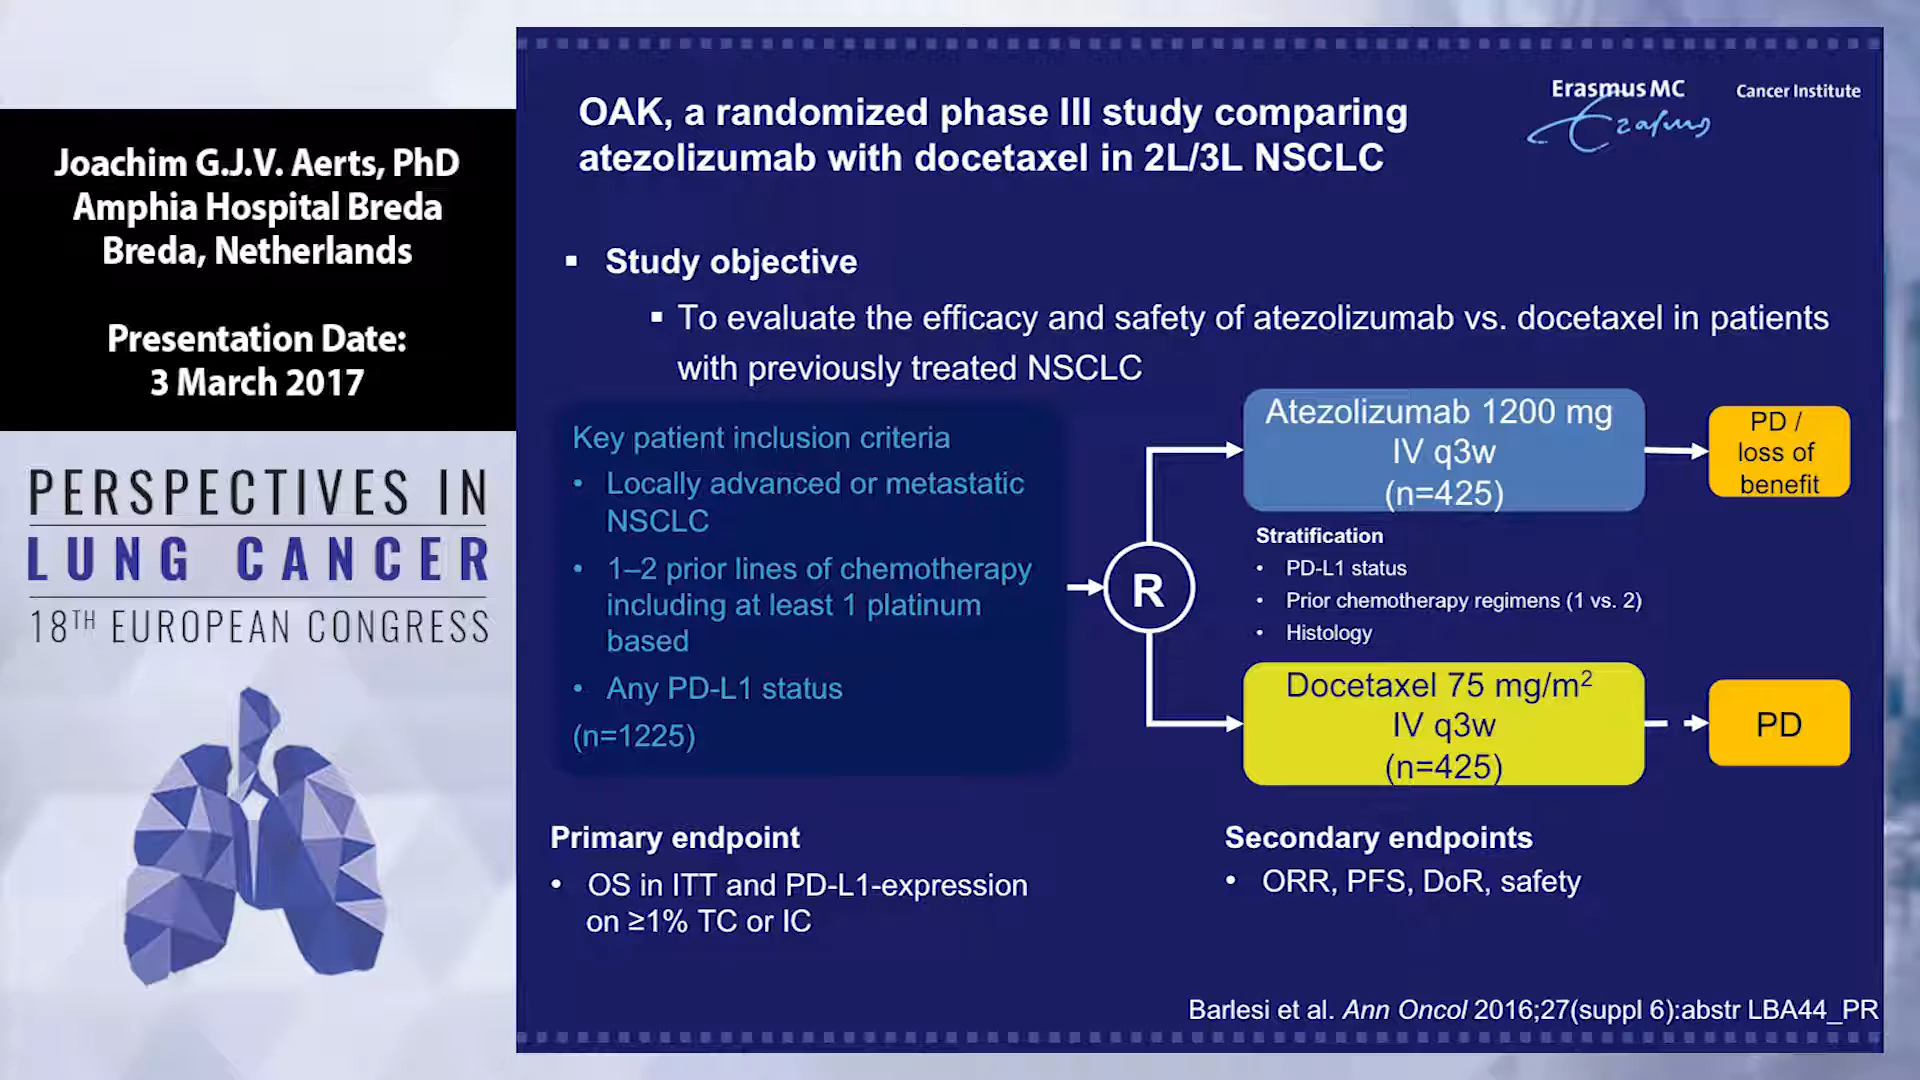 Joachim G.J.V. Aerts, PhD
Amphia Hospital Breda
Breda, Netherlands
Presentation Date:
3 March 2017
PERSPECTIVES IN
LUNG CANCER
18TH EUROPEAN CONGRESS
OAK, a randomized phase III study comparing
atezolizumab with docetaxel in 2L/3L NSCLC
Erasmus MC
Erasmus
Cancer Institute
▪ Study objective
▪ To evaluate the efficacy and safety of atezolizumab vs. docetaxel in patients
with previously treated NSCLC
Key patient inclusion criteria
• Locally advanced or metastatic
NSCLC
• 1–2 prior lines of chemotherapy
including at least 1 platinum
based
• Any PD-L1 status
(n=1225)
R
Atezolizumab 1200 mg
IV q3w
(n=425)
PD /
loss of
benefit
Stratification
• PD-L1 status
• Prior chemotherapy regimens (1 vs. 2)
• Histology
Docetaxel 75 mg/m²
IV q3w
(n=425)
PD
Primary endpoint
• OS in ITT and PD-L1-expression
on ≥1% TC or IC
Secondary endpoints
• ORR, PFS, DoR, safety
Barlesi et al. Ann Oncol 2016;27(suppl 6):abstr LBA44_PR